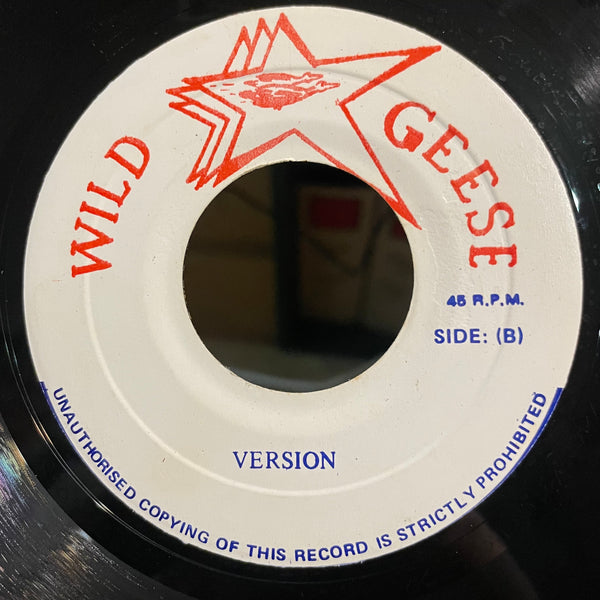 WILD GEESE
45 R.P.M.
SIDE: (B)
VERSION
UNAUTHORISED COPYING OF THIS RECORD IS STRICTLY PROHIBITED